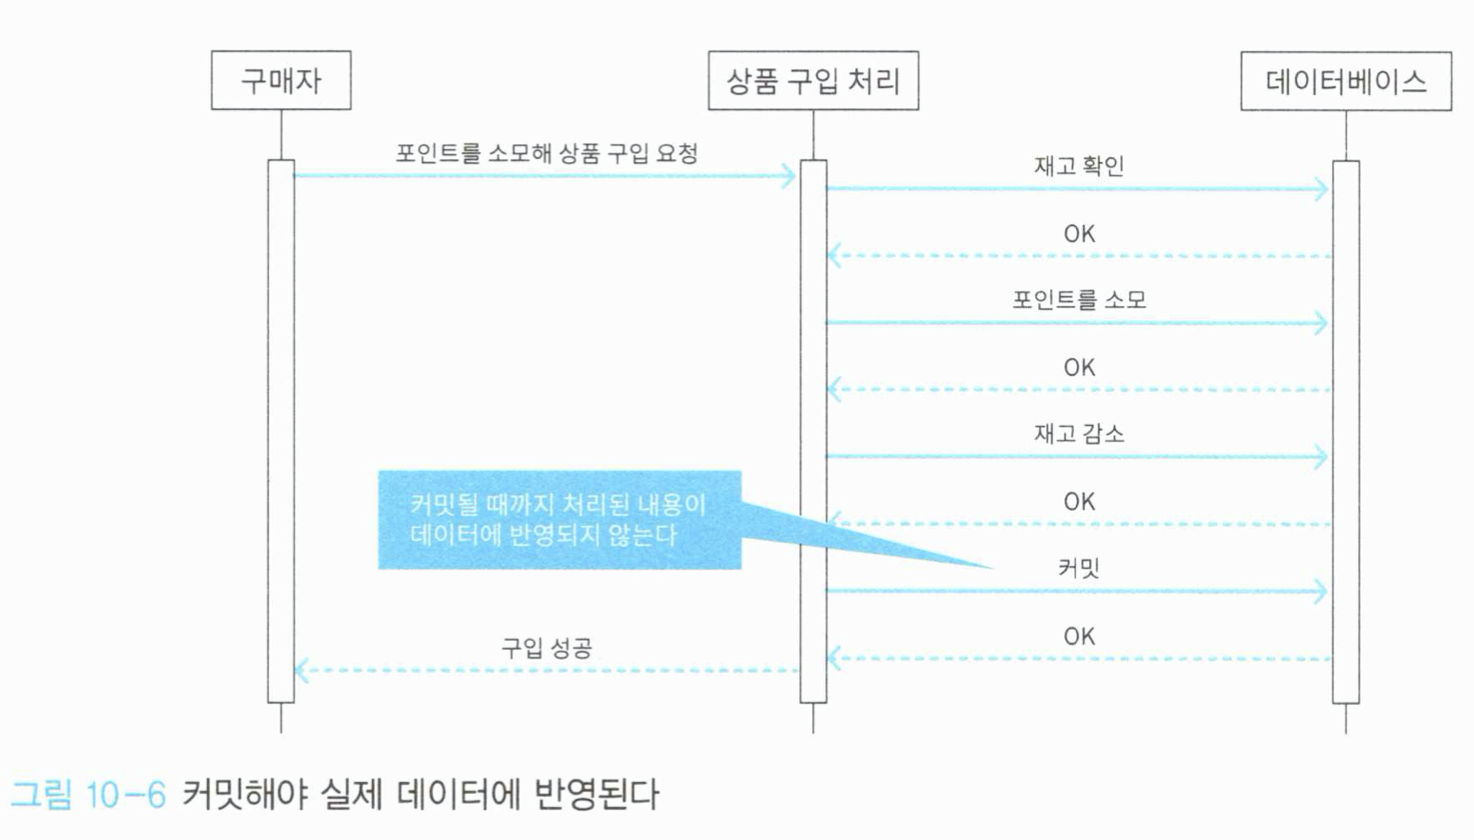 구매자
상품 구입 처리
데이터베이스
포인트를 소모해 상품 구입 요청
재고 확인
OK
포인트를 소모
OK
재고 감소
OK
커밋될 때까지 처리된 내용이
데이터에 반영되지 않는다
커밋
OK
구입 성공
그림 10-6 커밋해야 실제 데이터에 반영된다